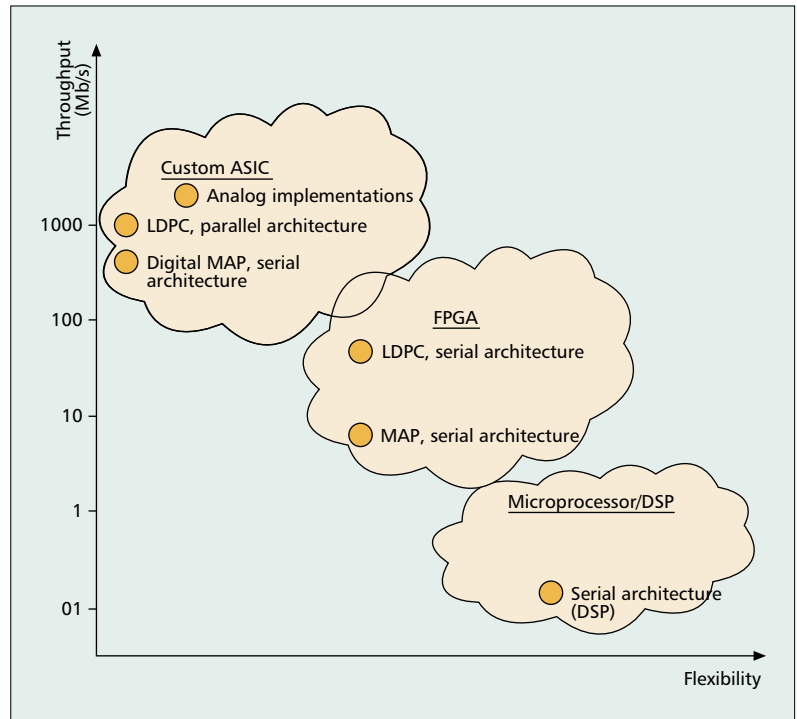 Throughput
(Mb/s)
Custom ASIC
Analog implementations
1000
LDPC, parallel architecture
Digital MAP, serial
architecture
100
FPGA
LDPC, serial architecture
10
MAP, serial architecture
1
Microprocessor/DSP
01
Serial architecture
(DSP)
Flexibility